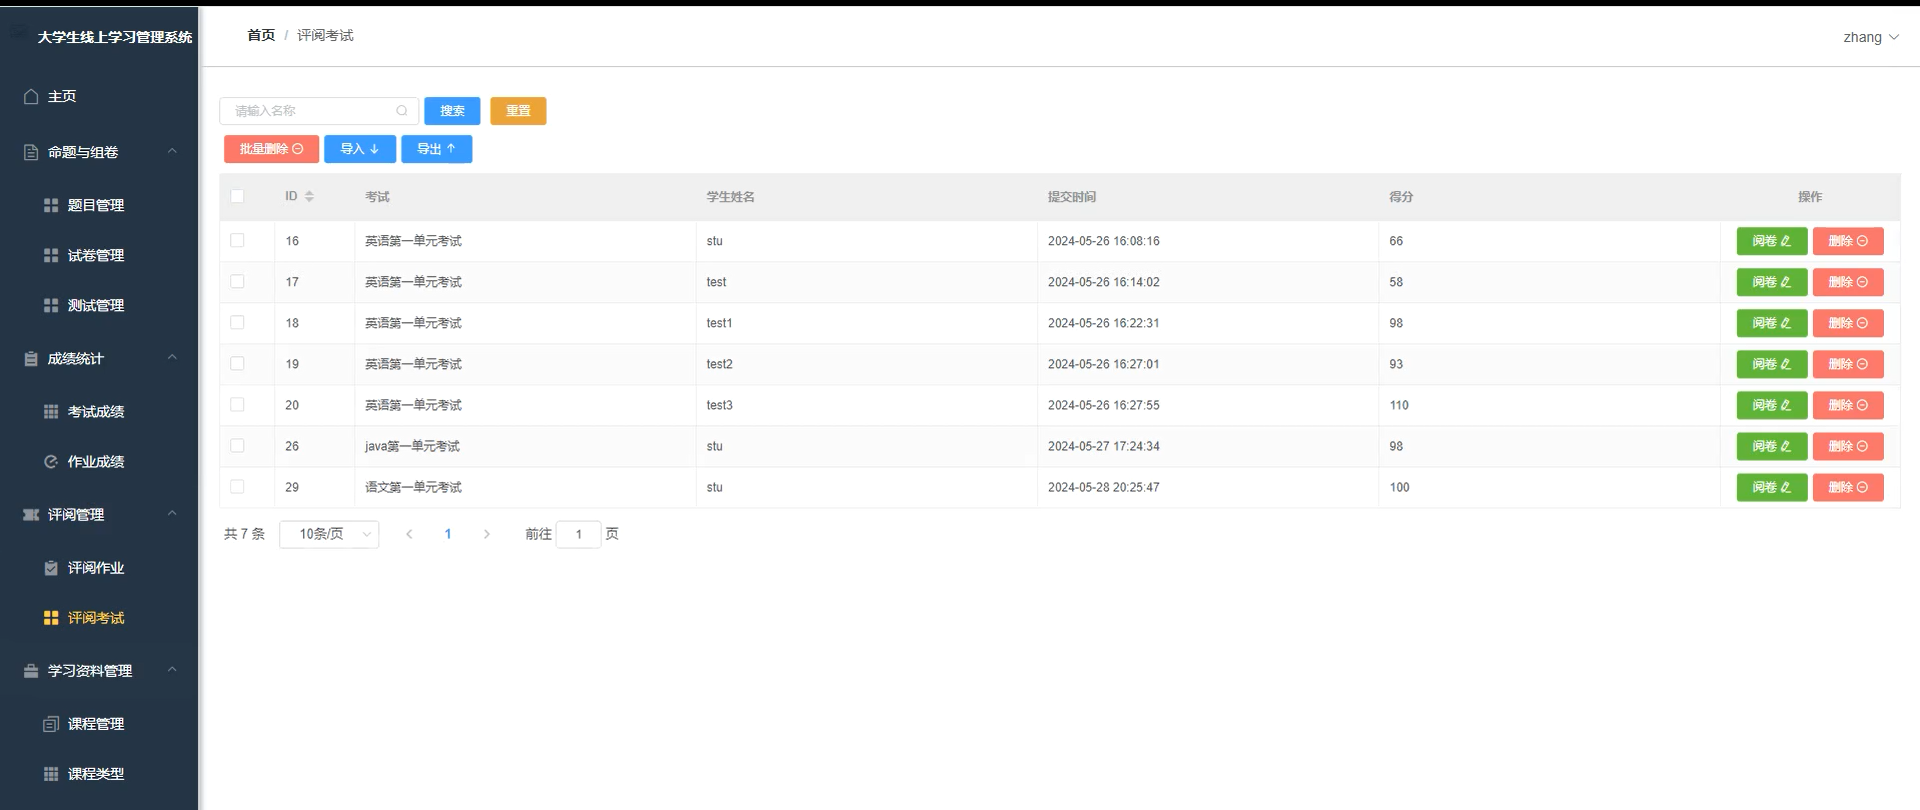 大学生线上学习管理系统
首页 / 评阅考试
zhang
主页
命题与组卷
题目管理
试卷管理
测试管理
成绩统计
考试成绩
作业成绩
评阅管理
评阅作业
评阅考试
学习资料管理
课程管理
课程类型
请输入名称 搜索 重置
批量删除 导入 导出
ID 考试 学生姓名 提交时间 得分 操作
16 英语第一单元考试 stu 2024-05-26 16:08:16 66 阅卷 删除
17 英语第一单元考试 test 2024-05-26 16:14:02 58 阅卷 删除
18 英语第一单元考试 test1 2024-05-26 16:22:31 98 阅卷 删除
19 英语第一单元考试 test2 2024-05-26 16:27:01 93 阅卷 删除
20 英语第一单元考试 test3 2024-05-26 16:27:55 110 阅卷 删除
26 java第一单元考试 stu 2024-05-27 17:24:34 98 阅卷 删除
29 语文第一单元考试 stu 2024-05-28 20:25:47 100 阅卷 删除
共 7 条 10条/页 1 前往 1 页